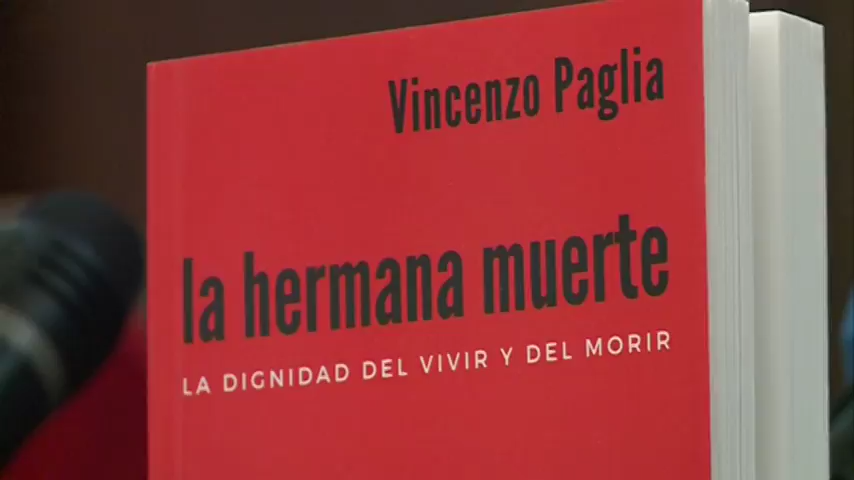 Vincenzo Paglia
la hermana muerte
LA DIGNIDAD DEL VIVIR Y DEL MORIR